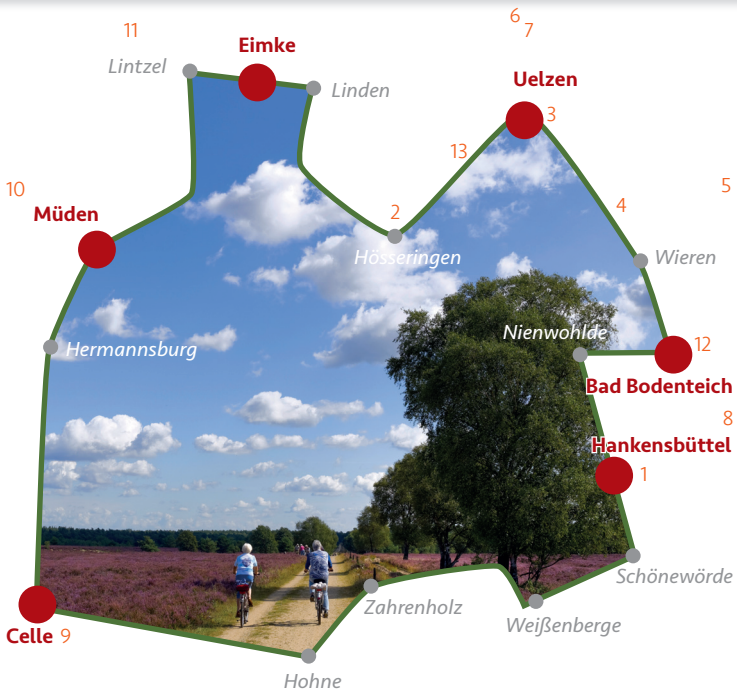 6
7
11
Eimke
Lintzel
Linden
Uelzen
3
13
10
Müden
2
4
5
Hösseringen
Wieren
Nienwohlde
12
Hermannsburg
Bad Bodenteich
8
Hankensbüttel
1
Schönewörde
Zahrenholz
Weißenberge
Celle 9
Hohne